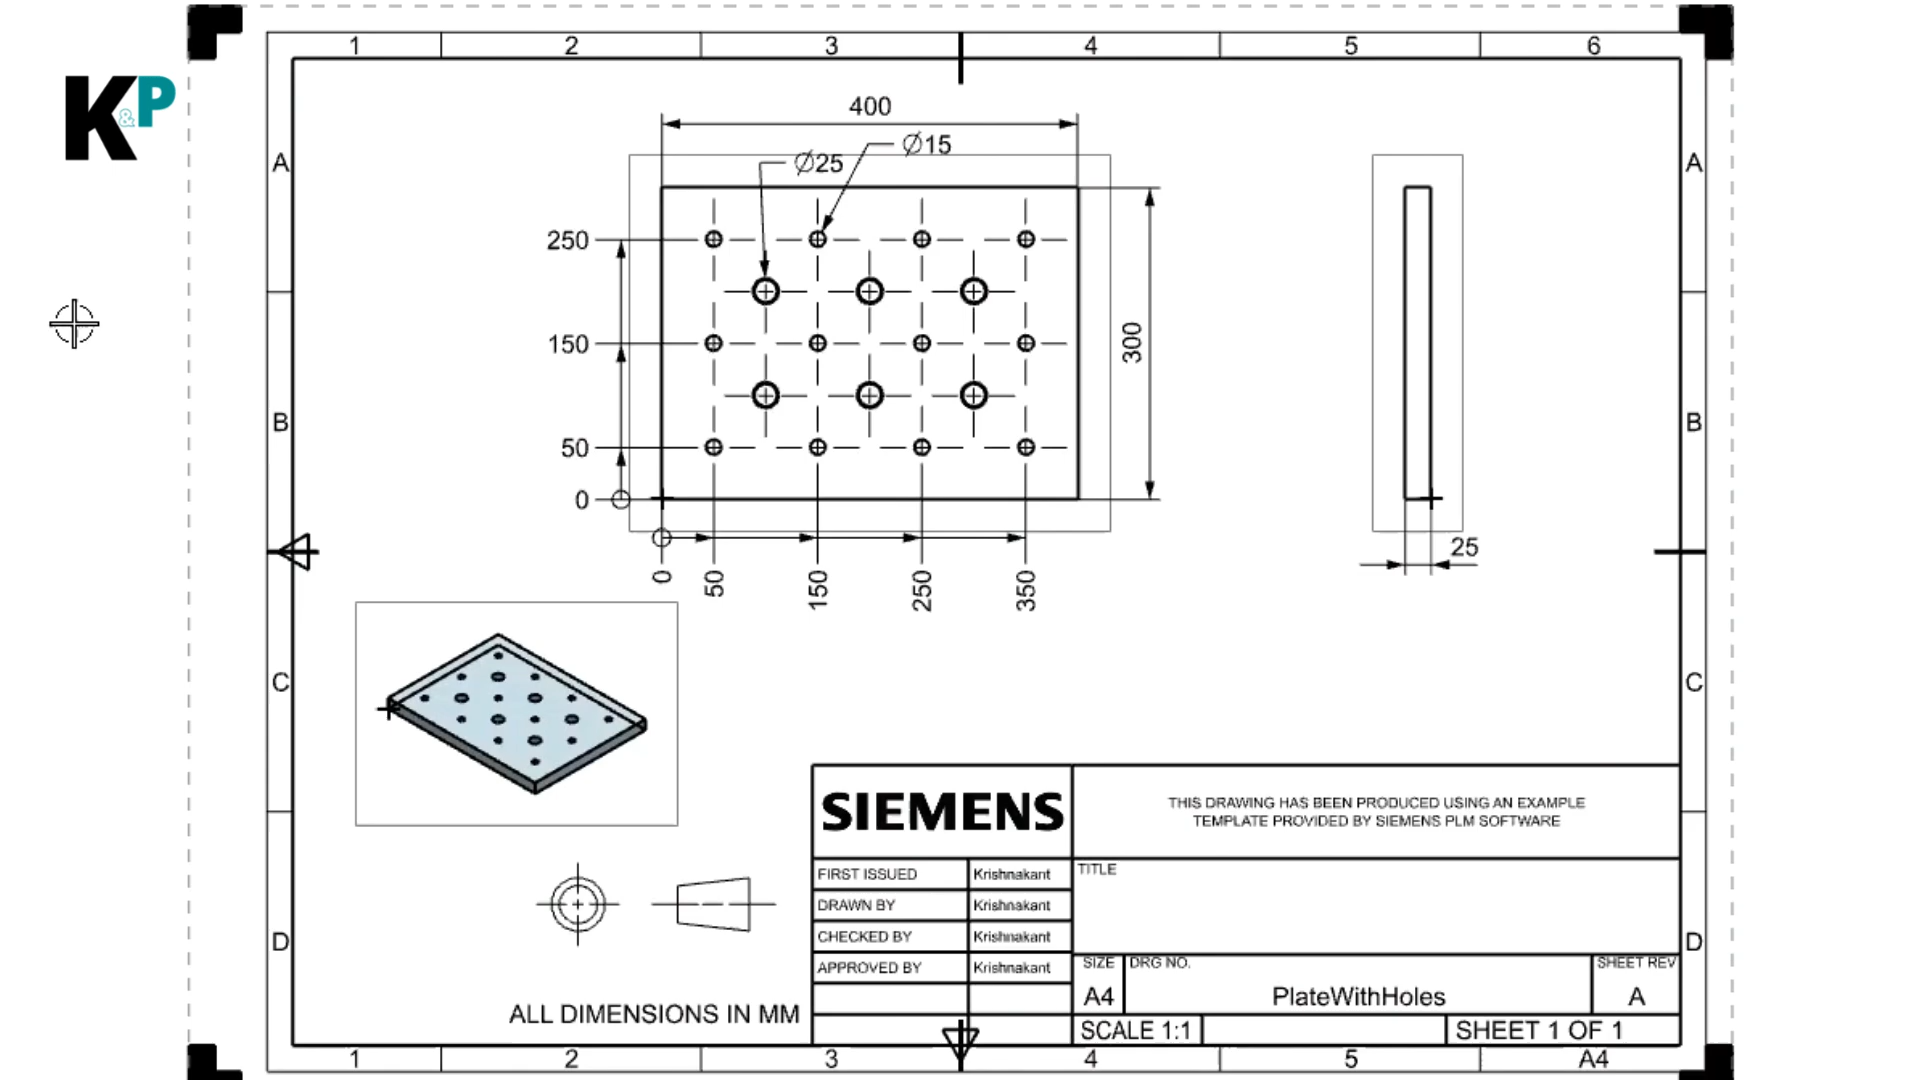 K&P
1 2 3 4 5 6
400
Ø15
Ø25
A A
250
300
150
B B
50
0
25
0 50 150 250 350
C C
SIEMENS
THIS DRAWING HAS BEEN PRODUCED USING AN EXAMPLE
TEMPLATE PROVIDED BY SIEMENS PLM SOFTWARE
FIRST ISSUED Krishnakant
TITLE
DRAWN BY Krishnakant
CHECKED BY Krishnakant
D D
APPROVED BY Krishnakant
SIZE DRG NO. SHEET REV
A4 PlateWithHoles A
ALL DIMENSIONS IN MM
SCALE 1:1 SHEET 1 OF 1
1 2 3 4 5 A4